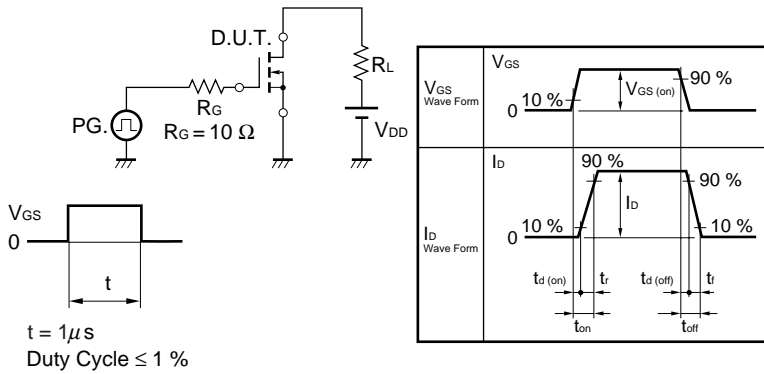 D.U.T.
RL
RG
PG.
RG = 10 Ω
VDD
VGS
0
t
t = 1μs
Duty Cycle ≤ 1 %
VGS
Wave Form
VGS
10 %
0
VGS (on)
90 %
ID
Wave Form
ID
90 %
90 %
ID
10 %
0
10 %
td (on)
tr
td (off)
tf
ton
toff